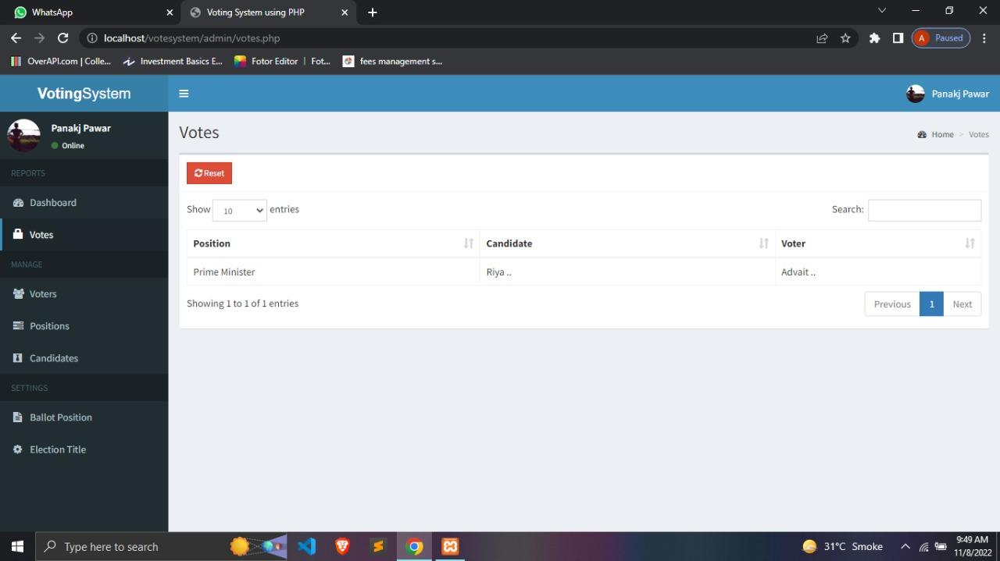 WhatsApp
Voting System using PHP
localhost/votesystem/admin/votes.php
A Paused
OverAPI.com | Colle...
Investment Basics E...
Fotor Editor | Fot...
fees management s...
VotingSystem
Panakj Pawar
Panakj Pawar
Online
REPORTS
Dashboard
Votes
MANAGE
Voters
Positions
Candidates
SETTINGS
Ballot Position
Election Title
Votes
Home > Votes
Reset
Show 10 entries
Search:
Position Candidate Voter
Prime Minister Riya .. Advait ..
Showing 1 to 1 of 1 entries
Previous 1 Next
Type here to search
31°C Smoke
9:49 AM
11/8/2022